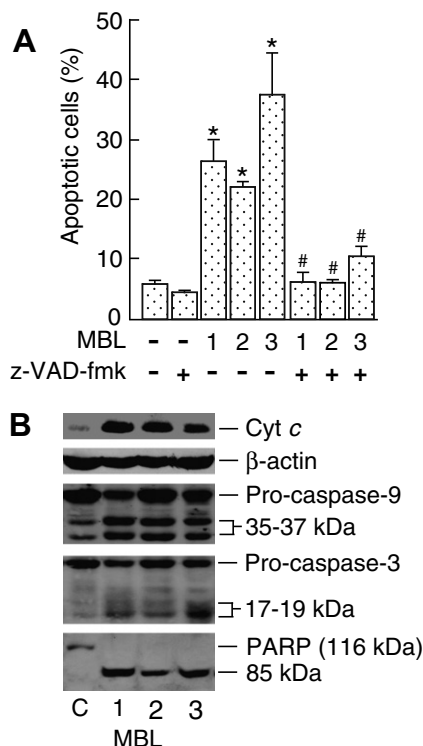 A
Apoptotic cells (%)
50
40
30
20
10
0
* * *
# # #
MBL - - 1 2 3 1 2 3
z-VAD-fmk - + - - - + + +
B
Cyt c
β-actin
Pro-caspase-9
35-37 kDa
Pro-caspase-3
17-19 kDa
PARP (116 kDa)
85 kDa
C 1 2 3
MBL